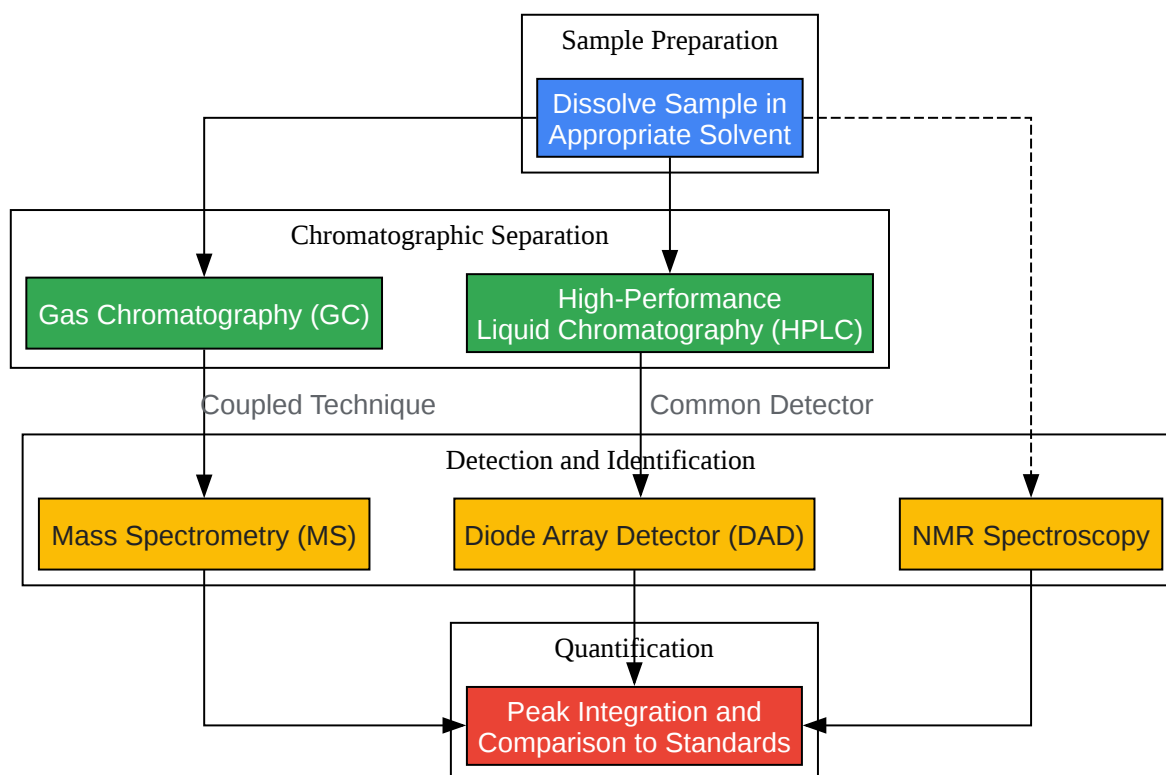 Sample Preparation
Dissolve Sample in
Appropriate Solvent
Chromatographic Separation
Gas Chromatography (GC)
High-Performance
Liquid Chromatography (HPLC)
Coupled Technique
Common Detector
Detection and Identification
Mass Spectrometry (MS)
Diode Array Detector (DAD)
NMR Spectroscopy
Quantification
Peak Integration and
Comparison to Standards